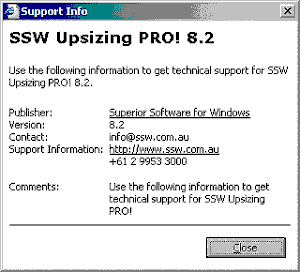 Support Info
SSW Upsizing PRO! 8.2
Use the following information to get technical support for SSW
Upsizing PRO! 8.2.
Publisher: Superior Software for Windows
Version: 8.2
Contact: info@ssw.com.au
Support Information: http://www.ssw.com.au
+61 2 9953 3000
Comments: Use the following information to get
technical support for SSW Upsizing
PRO!
Close